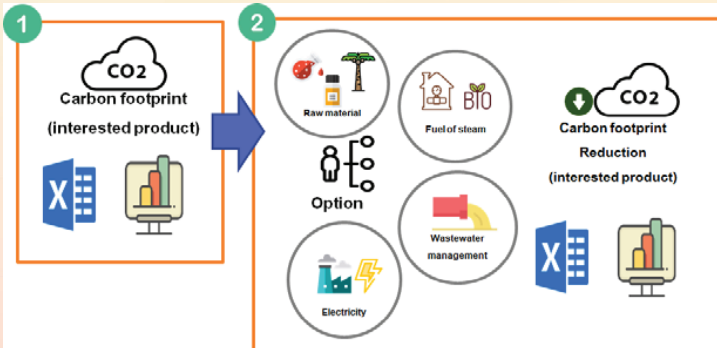 1
CO2
Carbon footprint
(interested product)
X
2
Raw material
BIO
Fuel of steam
Option
Wastewater
management
Electricity
CO2
Carbon footprint
Reduction
(interested product)
X